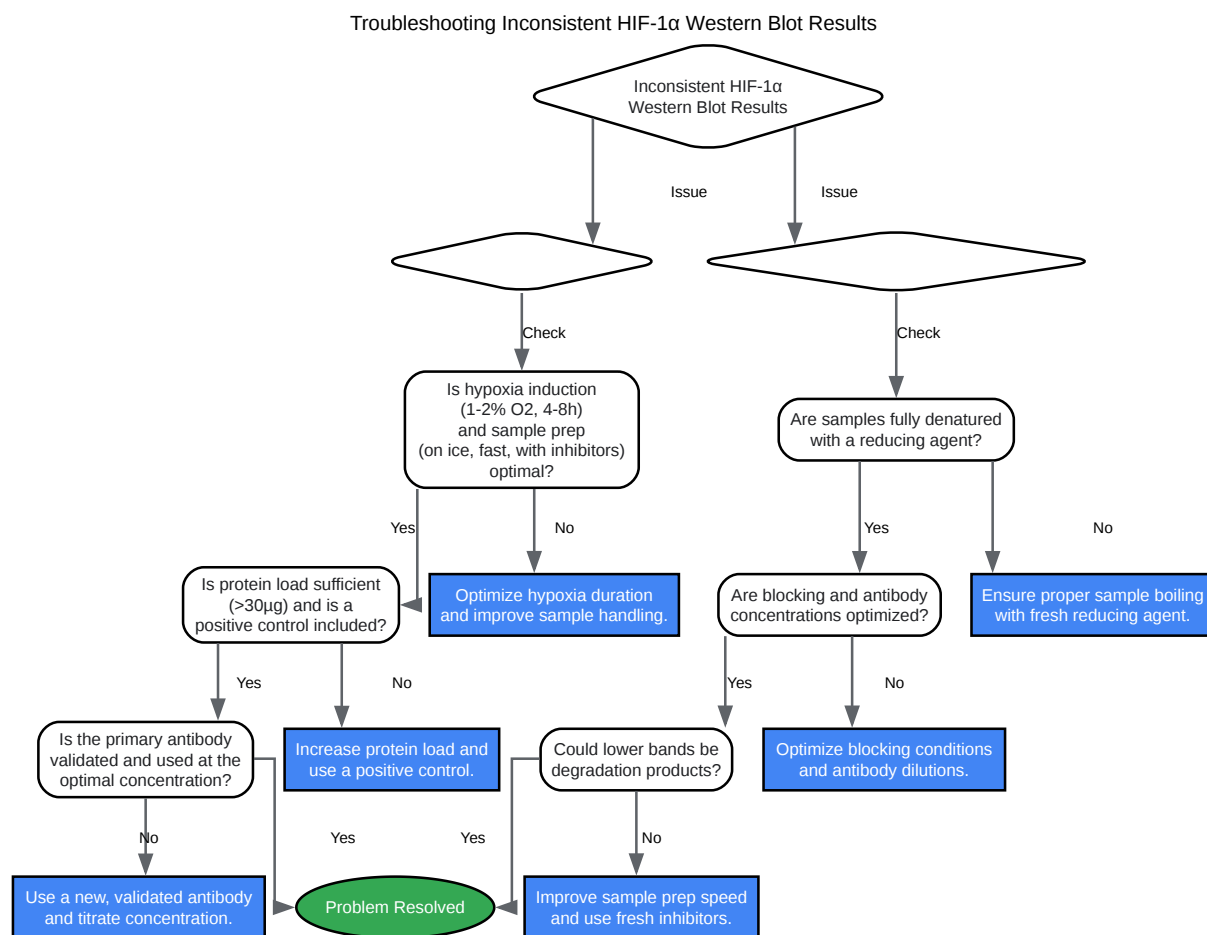 Troubleshooting Inconsistent HIF-1α Western Blot Results
Inconsistent HIF-1α
Western Blot Results
Issue
Issue
Check
Check
Is hypoxia induction
(1-2% O2, 4-8h)
and sample prep
(on ice, fast, with inhibitors)
optimal?
Are samples fully denatured
with a reducing agent?
Yes
No
Yes
No
Is protein load sufficient
(>30µg) and is a
positive control included?
Optimize hypoxia duration
and improve sample handling.
Are blocking and antibody
concentrations optimized?
Ensure proper sample boiling
with fresh reducing agent.
Yes
No
Yes
No
Is the primary antibody
validated and used at the
optimal concentration?
Increase protein load and
use a positive control.
Could lower bands be
degradation products?
Optimize blocking conditions
and antibody dilutions.
No
Yes
Yes
No
Use a new, validated antibody
and titrate concentration.
Problem Resolved
Improve sample prep speed
and use fresh inhibitors.